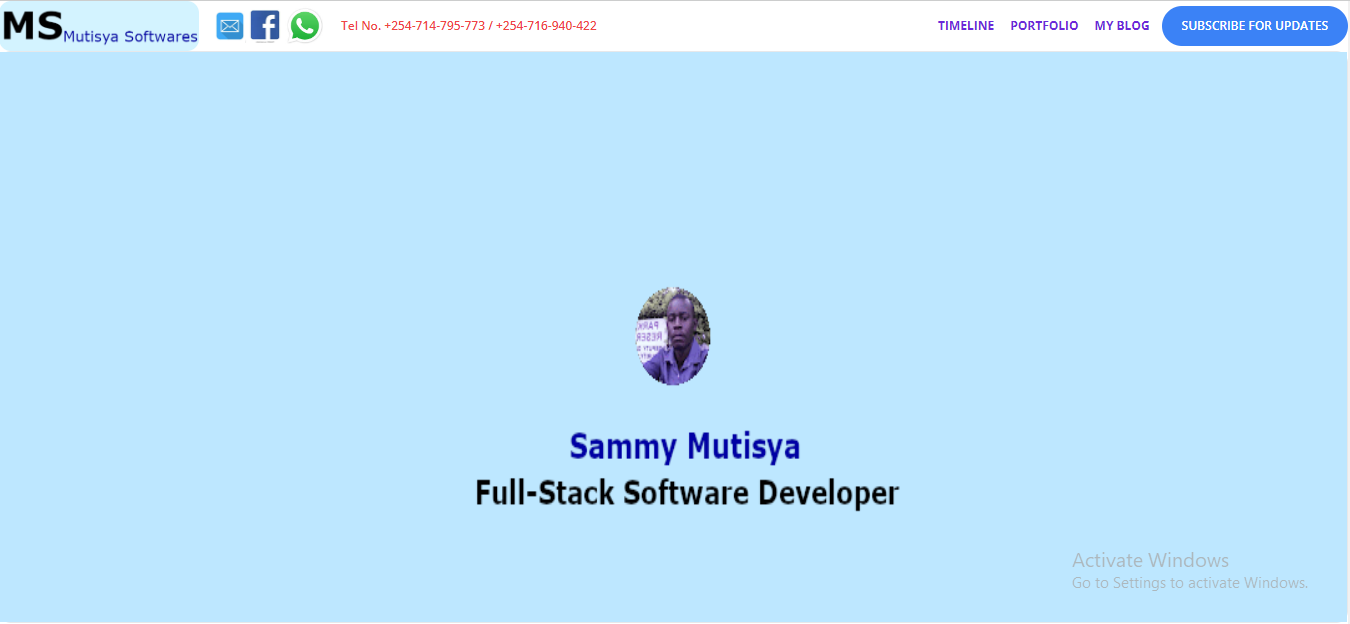 MS Mutisya Softwares
Tel No. +254-714-795-773 / +254-716-940-422
TIMELINE
PORTFOLIO
MY BLOG
SUBSCRIBE FOR UPDATES
Sammy Mutisya
Full-Stack Software Developer
Activate Windows
Go to Settings to activate Windows.